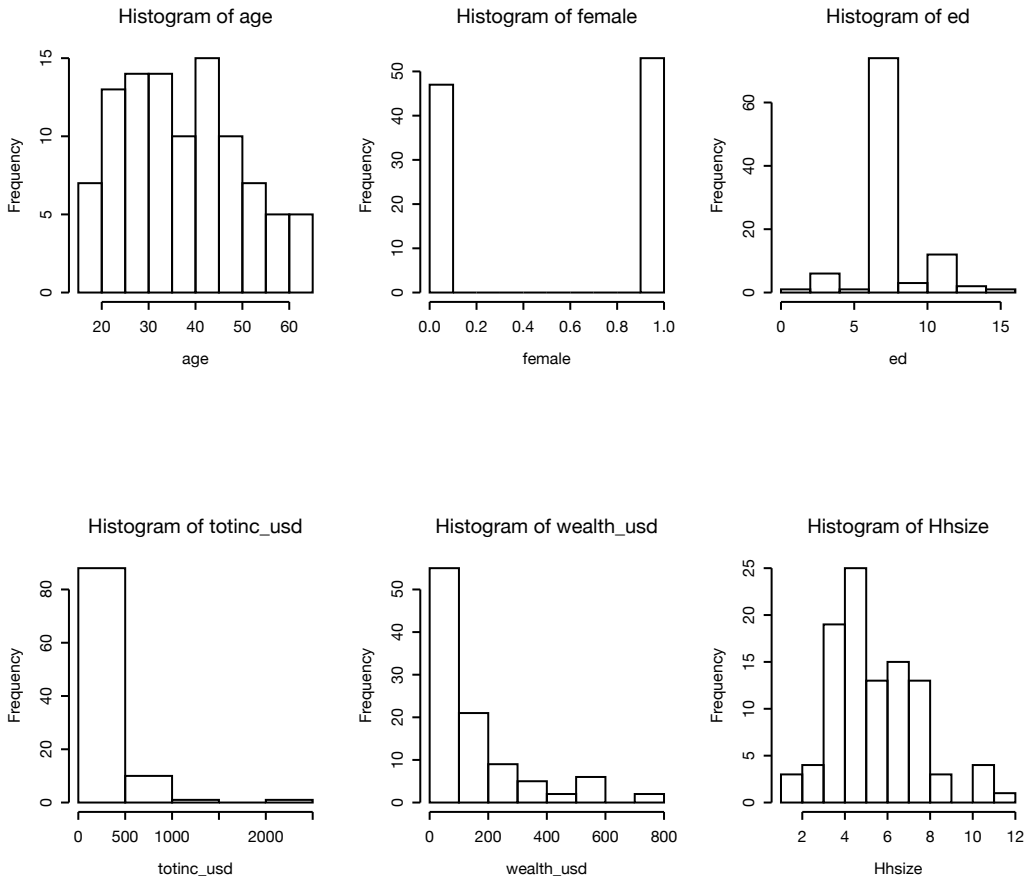 Histogram of age
Frequency
0
5
10
15
20 30 40 50 60
age
Histogram of female
Frequency
0
10
20
30
40
50
0.0 0.2 0.4 0.6 0.8 1.0
female
Histogram of ed
Frequency
0
20
40
60
0 5 10 15
ed
Histogram of totinc_usd
Frequency
0
20
40
60
80
0 500 1000 2000
totinc_usd
Histogram of wealth_usd
Frequency
0
10
20
30
40
50
0 200 400 600 800
wealth_usd
Histogram of Hhsize
Frequency
0
5
10
15
20
25
2 4 6 8 10 12
Hhsize